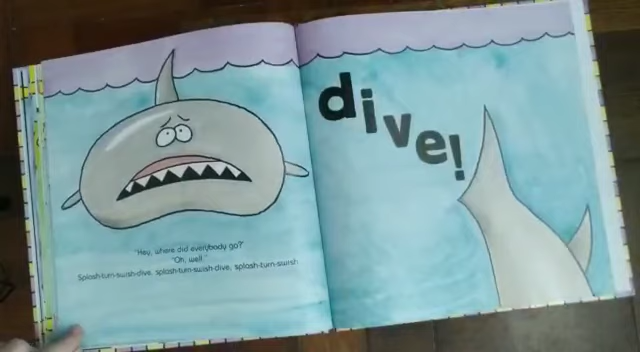 "Hey, where did everybody go?"
"Oh, well."
Splash-turn-swish-dive, splash-turn-swish-dive, splash-turn-swish
dive!